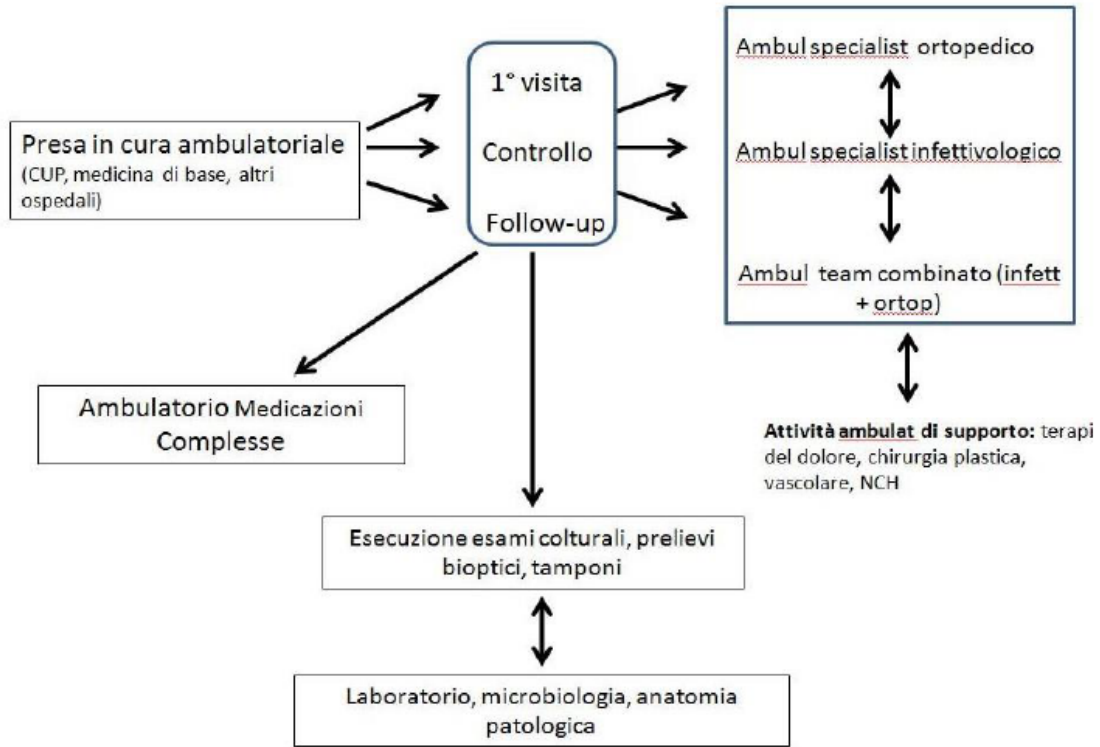 Presa in cura ambulatoriale
(CUP, medicina di base, altri
ospedali)
1° visita
Controllo
Follow-up
Ambul specialist ortopedico
Ambul specialist infettivologico
Ambul team combinato (infett
+ ortop)
Attività ambulat di supporto: terapi
del dolore, chirurgia plastica,
vascolare, NCH
Ambulatorio Medicazioni
Complesse
Esecuzione esami colturali, prelievi
bioptici, tamponi
Laboratorio, microbiologia, anatomia
patologica